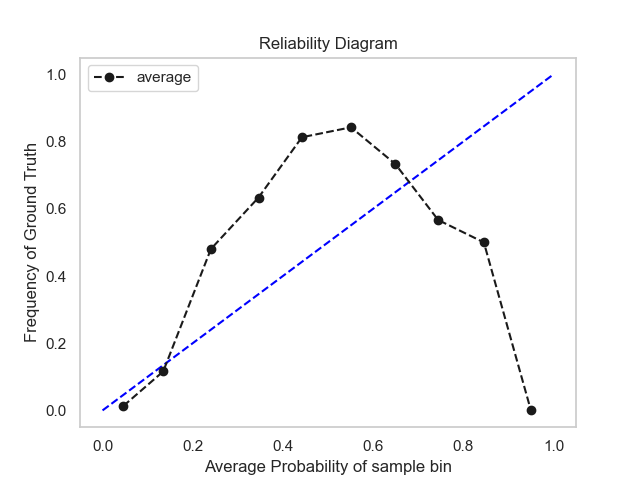 Reliability Diagram
average
Frequency of Ground Truth
1.0
0.8
0.6
0.4
0.2
0.0
0.0 0.2 0.4 0.6 0.8 1.0
Average Probability of sample bin